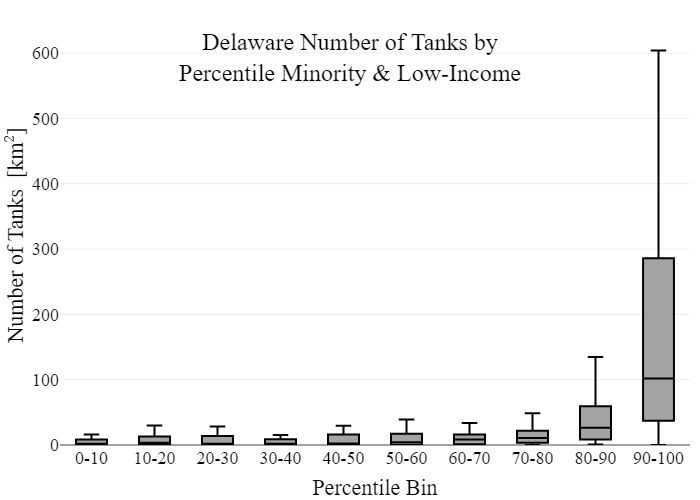 Delaware Number of Tanks by
Percentile Minority & Low-Income
Number of Tanks [km²]
600
500
400
300
200
100
0
0-10 10-20 20-30 30-40 40-50 50-60 60-70 70-80 80-90 90-100
Percentile Bin